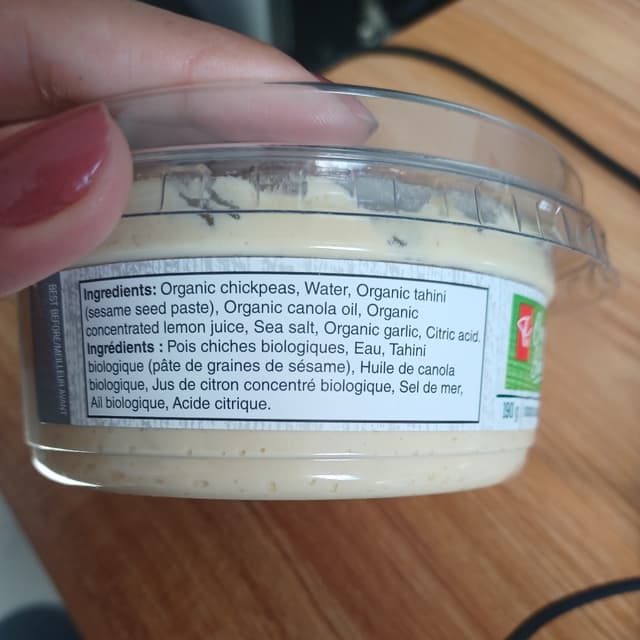 Ingredients: Organic chickpeas, Water, Organic tahini
(sesame seed paste), Organic canola oil, Organic
concentrated lemon juice, Sea salt, Organic garlic, Citric acid.
Ingrédients : Pois chiches biologiques, Eau, Tahini
biologique (pâte de graines de sésame), Huile de canola
biologique, Jus de citron concentré biologique, Sel de mer,
Ail biologique, Acide citrique.
BEST BEFORE/MEILLEUR AVANT